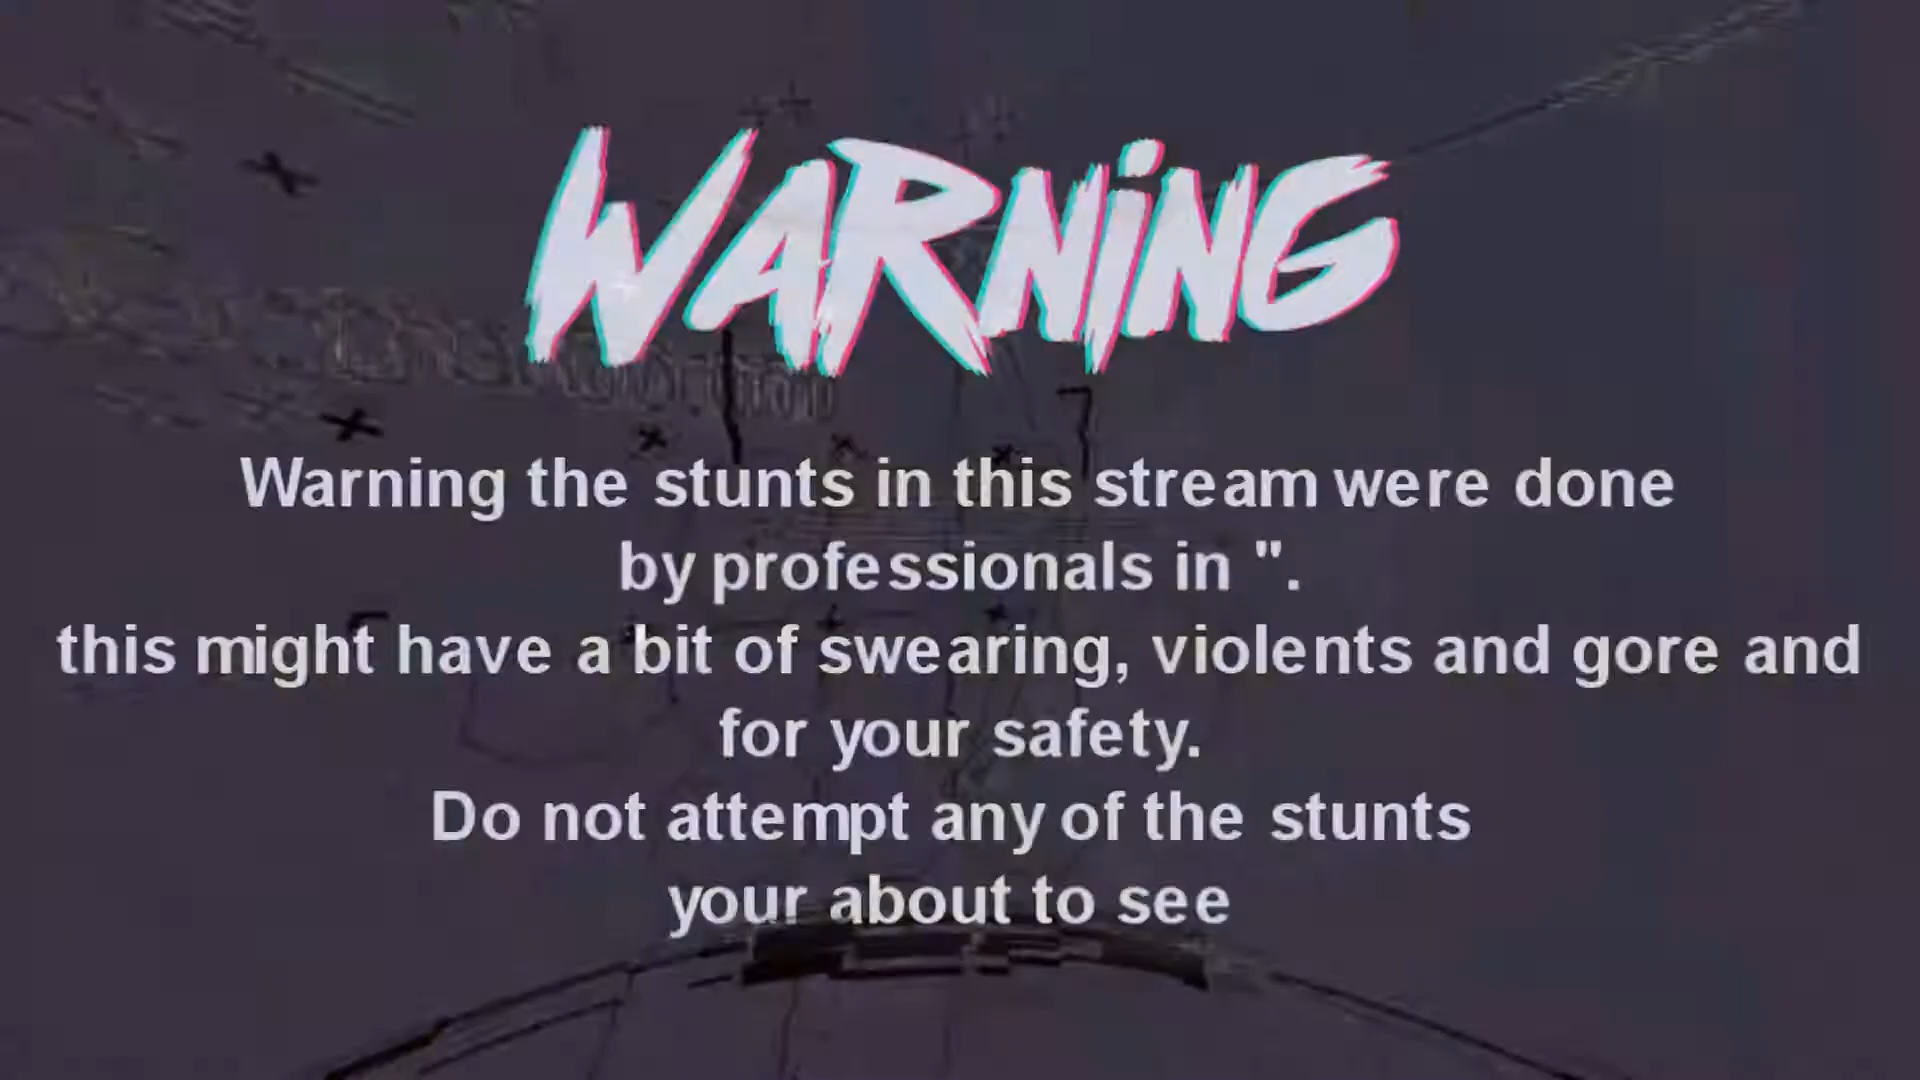 WARNiNG
Warning the stunts in this stream were done
by professionals in ".
this might have a bit of swearing, violents and gore and
for your safety.
Do not attempt any of the stunts
your about to see